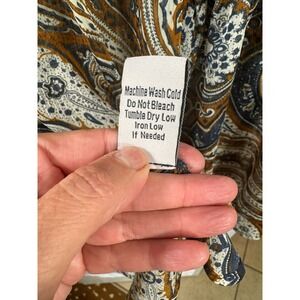 Machine Wash Cold
Do Not Bleach
Tumble Dry Low
Iron Low
If Needed